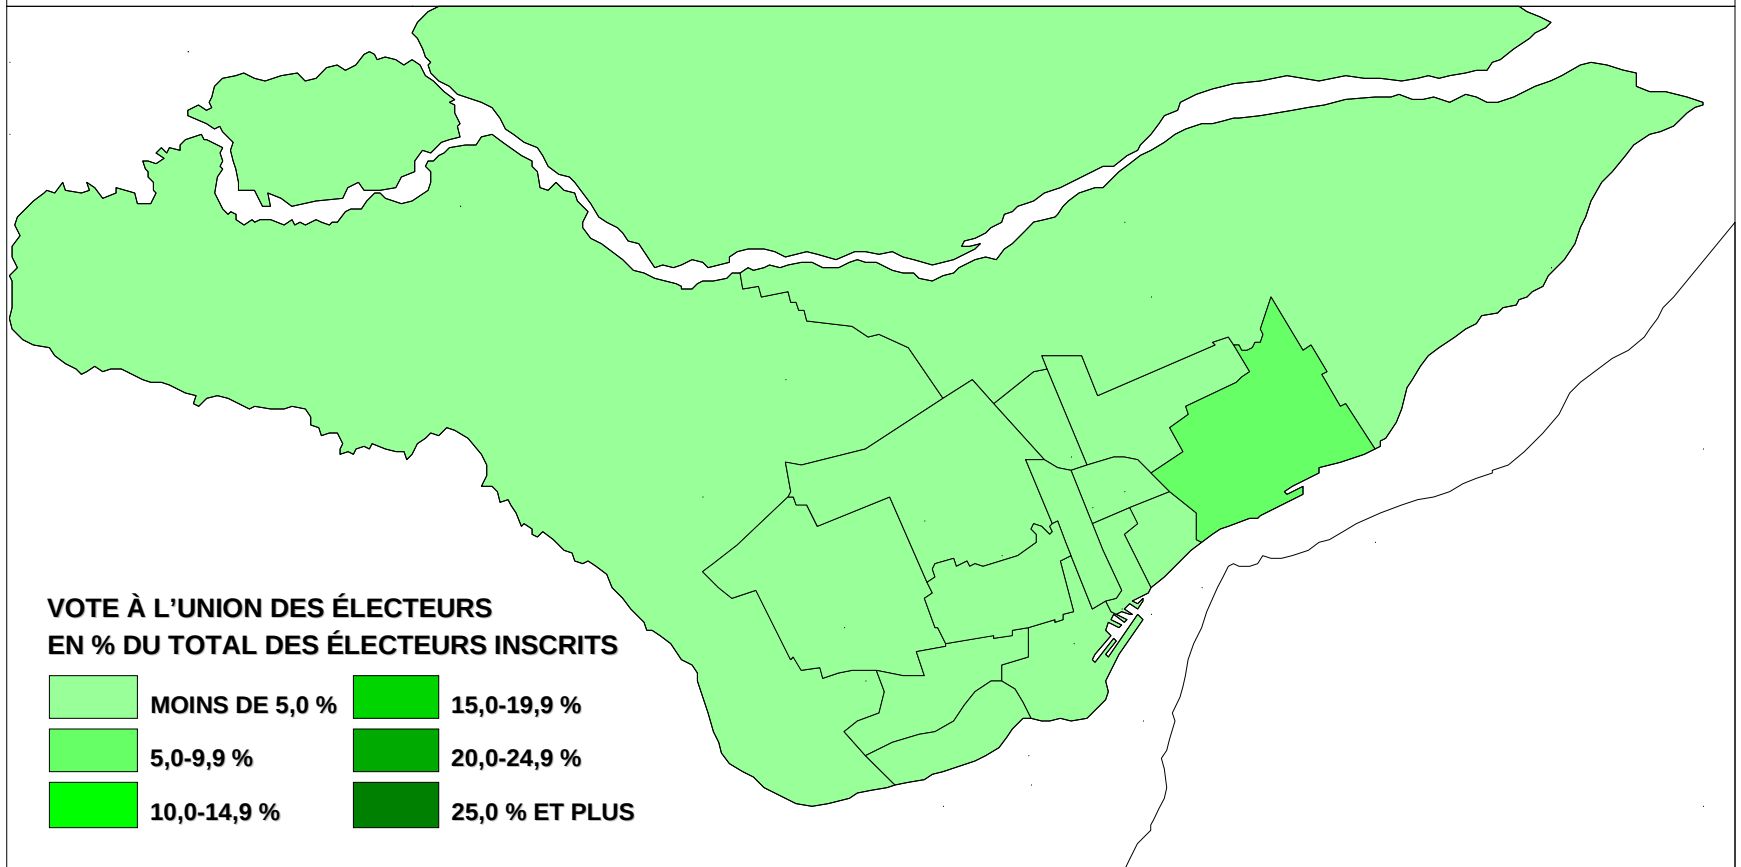 VOTE À L’UNION DES ÉLECTEURS
EN % DU TOTAL DES ÉLECTEURS INSCRITS
MOINS DE 5,0 %
5,0-9,9 %
10,0-14,9 %
15,0-19,9 %
20,0-24,9 %
25,0 % ET PLUS